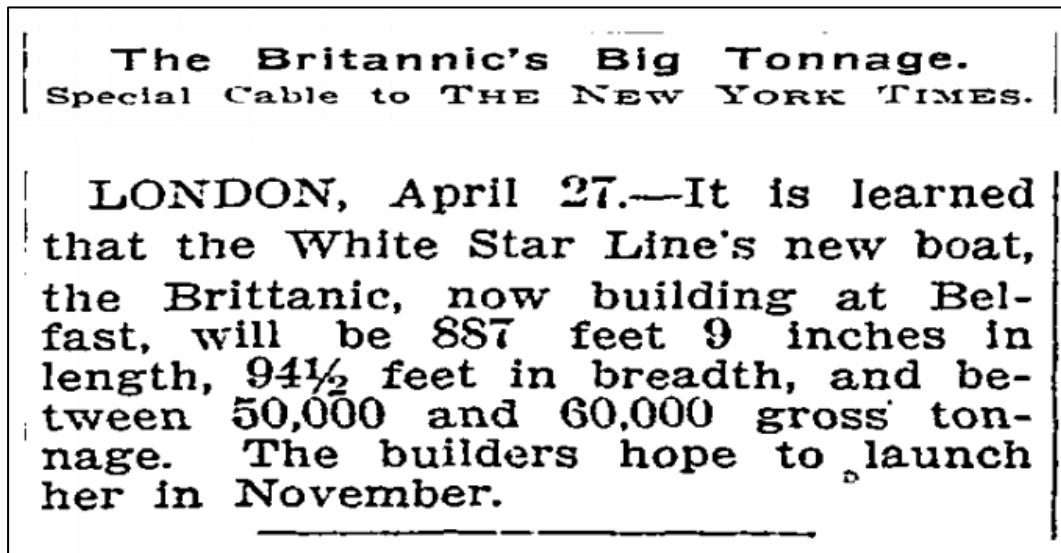 The Britannic's Big Tonnage.
Special Cable to THE NEW YORK TIMES.
LONDON, April 27.—It is learned
that the White Star Line's new boat,
the Brittanic, now building at Bel-
fast, will be 887 feet 9 inches in
length, 94½ feet in breadth, and be-
tween 50,000 and 60,000 gross ton-
nage. The builders hope to launch
her in November.